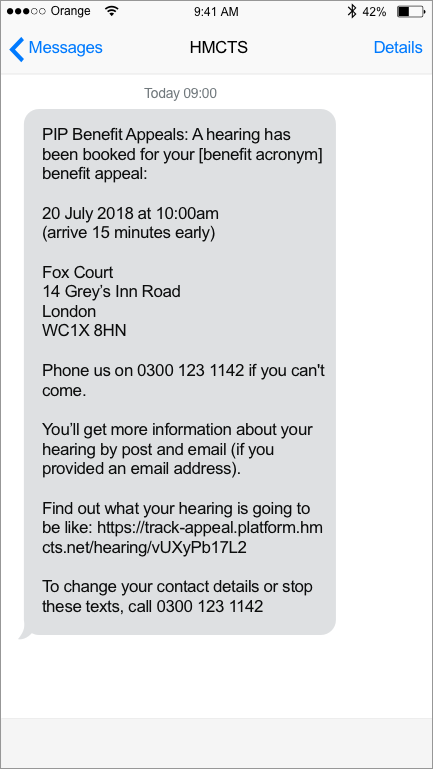 Orange 9:41 AM 42%
Messages HMCTS Details
Today 09:00
PIP Benefit Appeals: A hearing has
been booked for your [benefit acronym]
benefit appeal:
20 July 2018 at 10:00am
(arrive 15 minutes early)
Fox Court
14 Grey’s Inn Road
London
WC1X 8HN
Phone us on 0300 123 1142 if you can't
come.
You’ll get more information about your
hearing by post and email (if you
provided an email address).
Find out what your hearing is going to
be like: https://track-appeal.platform.hm
cts.net/hearing/vUXyPb17L2
To change your contact details or stop
these texts, call 0300 123 1142